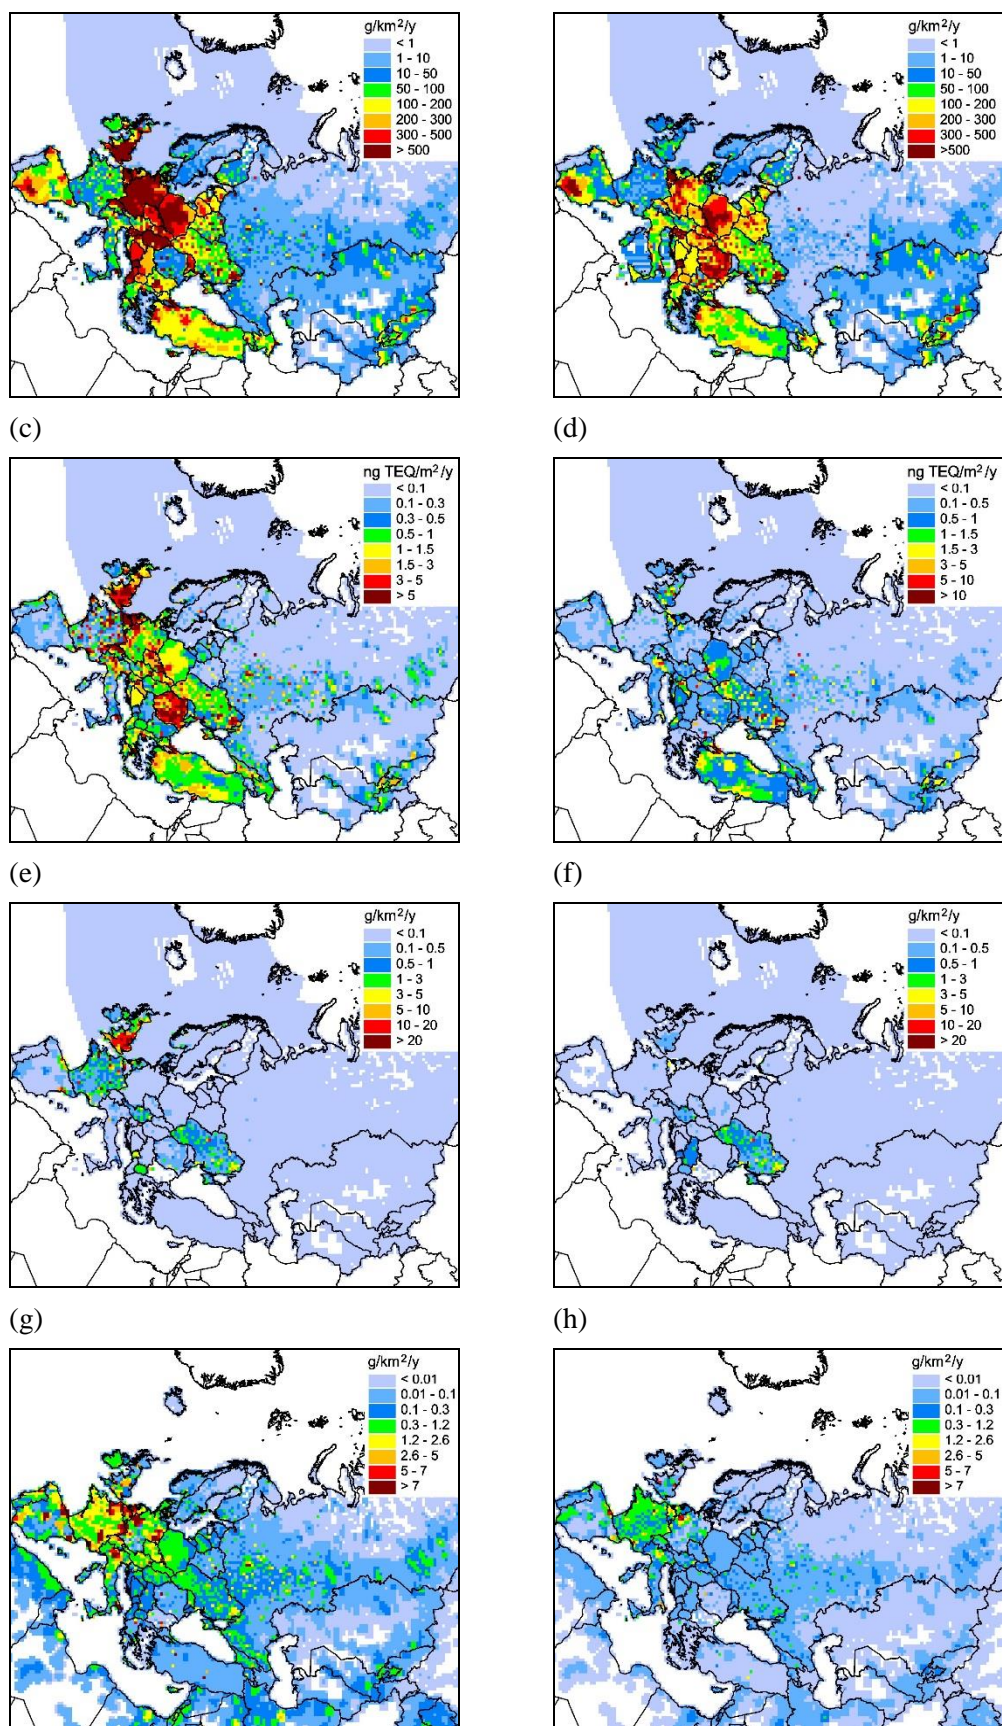 g/km²/y
< 1
1 - 10
10 - 50
50 - 100
100 - 200
200 - 300
300 - 500
> 500
g/km²/y
< 1
1 - 10
10 - 50
50 - 100
100 - 200
200 - 300
300 - 500
>500
(c)
(d)
ng TEQ/m²/y
< 0.1
0.1 - 0.3
0.3 - 0.5
0.5 - 1
1 - 1.5
1.5 - 3
3 - 5
> 5
ng TEQ/m²/y
< 0.1
0.1 - 0.5
0.5 - 1
1 - 1.5
1.5 - 3
3 - 5
5 - 10
> 10
(e)
(f)
g/km²/y
< 0.1
0.1 - 0.5
0.5 - 1
1 - 3
3 - 5
5 - 10
10 - 20
> 20
g/km²/y
< 0.1
0.1 - 0.5
0.5 - 1
1 - 3
3 - 5
5 - 10
10 - 20
> 20
(g)
(h)
g/km²/y
< 0.01
0.01 - 0.1
0.1 - 0.3
0.3 - 1.2
1.2 - 2.6
2.6 - 5
5 - 7
> 7
g/km²/y
< 0.01
0.01 - 0.1
0.1 - 0.3
0.3 - 1.2
1.2 - 2.6
2.6 - 5
5 - 7
> 7